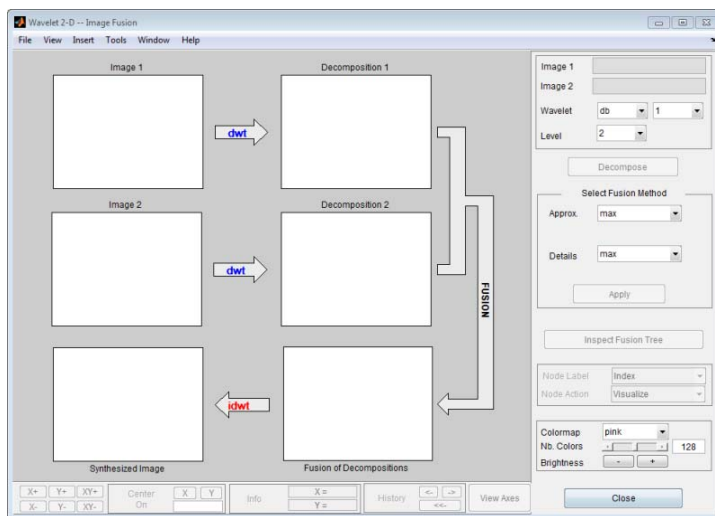 Wavelet 2-D -- Image Fusion
File View Insert Tools Window Help
Image 1
Decomposition 1
dwt
Image 2
Decomposition 2
dwt
FUSION
idwt
Synthesized Image
Fusion of Decompositions
Image 1
Image 2
Wavelet db 1
Level 2
Decompose
Select Fusion Method
Approx. max
Details max
Apply
Inspect Fusion Tree
Node Label Index
Node Action Visualize
Colormap pink
Nb. Colors 128
Brightness - +
X+ Y+ XY+
X- Y- XY-
Center On
X Y
Info
X =
Y =
History
<- ->
<<-
View Axes
Close